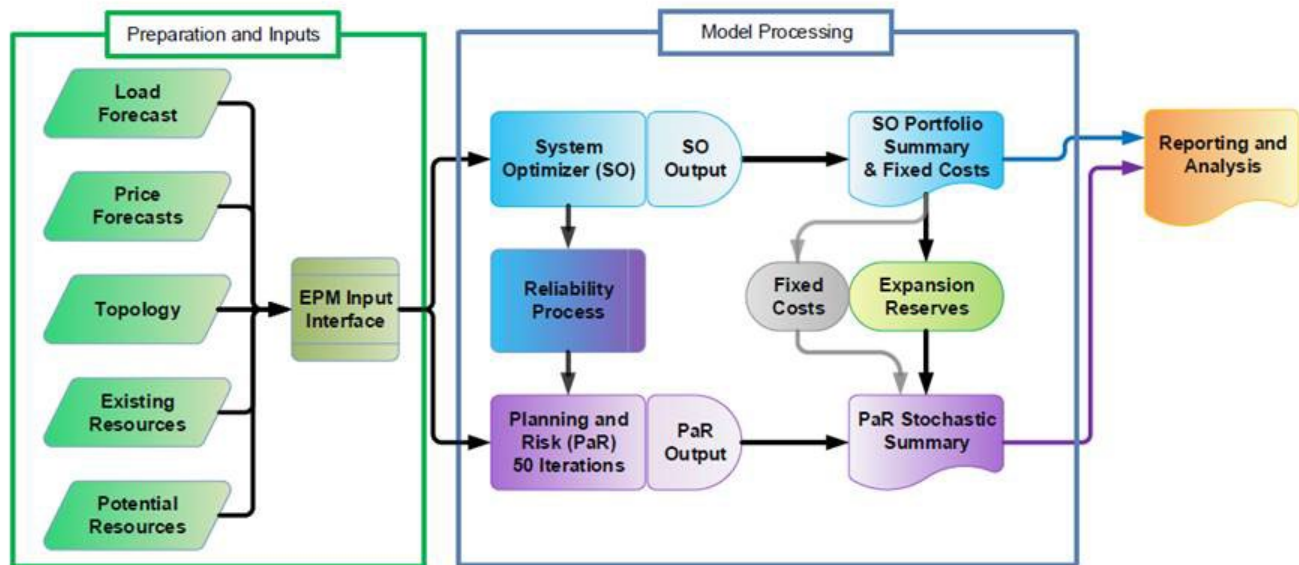 Preparation and Inputs
Load
Forecast
Price
Forecasts
Topology
Existing
Resources
Potential
Resources
EPM Input
Interface
Model Processing
System
Optimizer (SO)
SO
Output
SO Portfolio
Summary
& Fixed Costs
Reliability
Process
Fixed
Costs
Expansion
Reserves
Planning and
Risk (PaR)
50 Iterations
PaR
Output
PaR Stochastic
Summary
Reporting and
Analysis